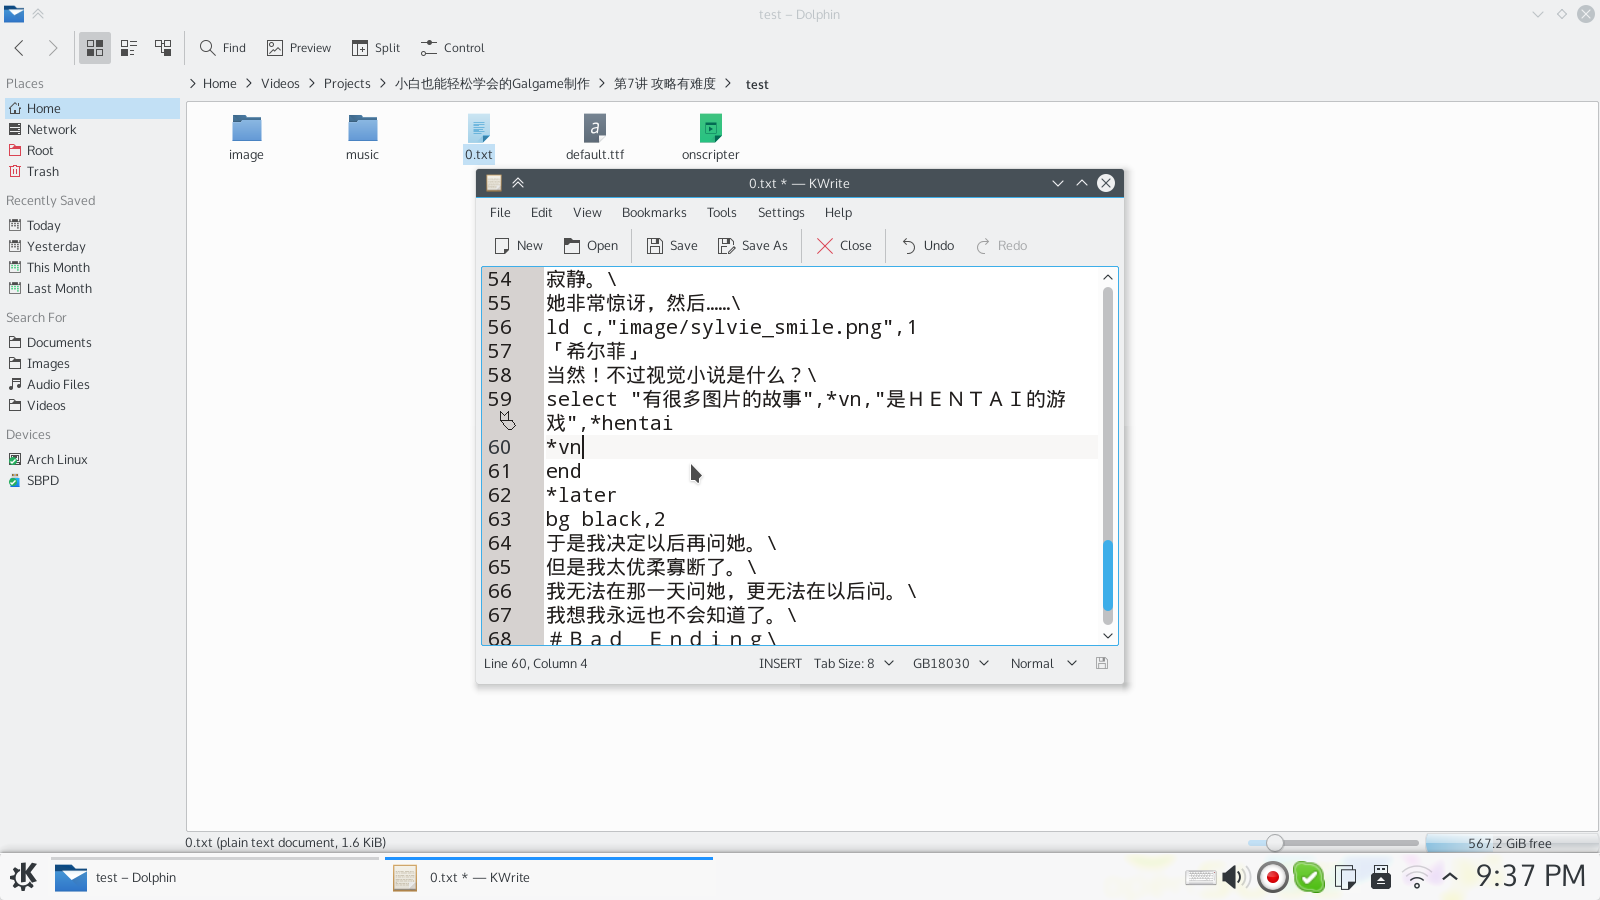 test – Dolphin
Find
Preview
Split
Control
Places
Home
Network
Root
Trash
Recently Saved
Today
Yesterday
This Month
Last Month
Search For
Documents
Images
Audio Files
Videos
Devices
Arch Linux
SBPD
Home
Videos
Projects
小白也能轻松学会的Galgame制作
第7讲 攻略有难度
test
image
music
0.txt
default.ttf
onscripter
0.txt * — KWrite
File Edit View Bookmarks Tools Settings Help
New Open Save Save As Close Undo Redo
54 寂静。\
55 她非常惊讶，然后……\
56 ld c,"image/sylvie_smile.png",1
57 「希尔菲」
58 当然！不过视觉小说是什么？\
59 select "有很多图片的故事",*vn,"是ＨＥＮＴＡＩ的游
戏",*hentai
60 *vn
61 end
62 *later
63 bg black,2
64 于是我决定以后再问她。\
65 但是我太优柔寡断了。\
66 我无法在那一天问她，更无法在以后问。\
67 我想我永远也不会知道了。\
68 ＃Ｂａｄ　Ｅｎｄｉｎｇ\
Line 60, Column 4
INSERT
Tab Size: 8
GB18030
Normal
0.txt (plain text document, 1.6 KiB)
567.2 GiB free
test – Dolphin
0.txt * — KWrite
9:37 PM